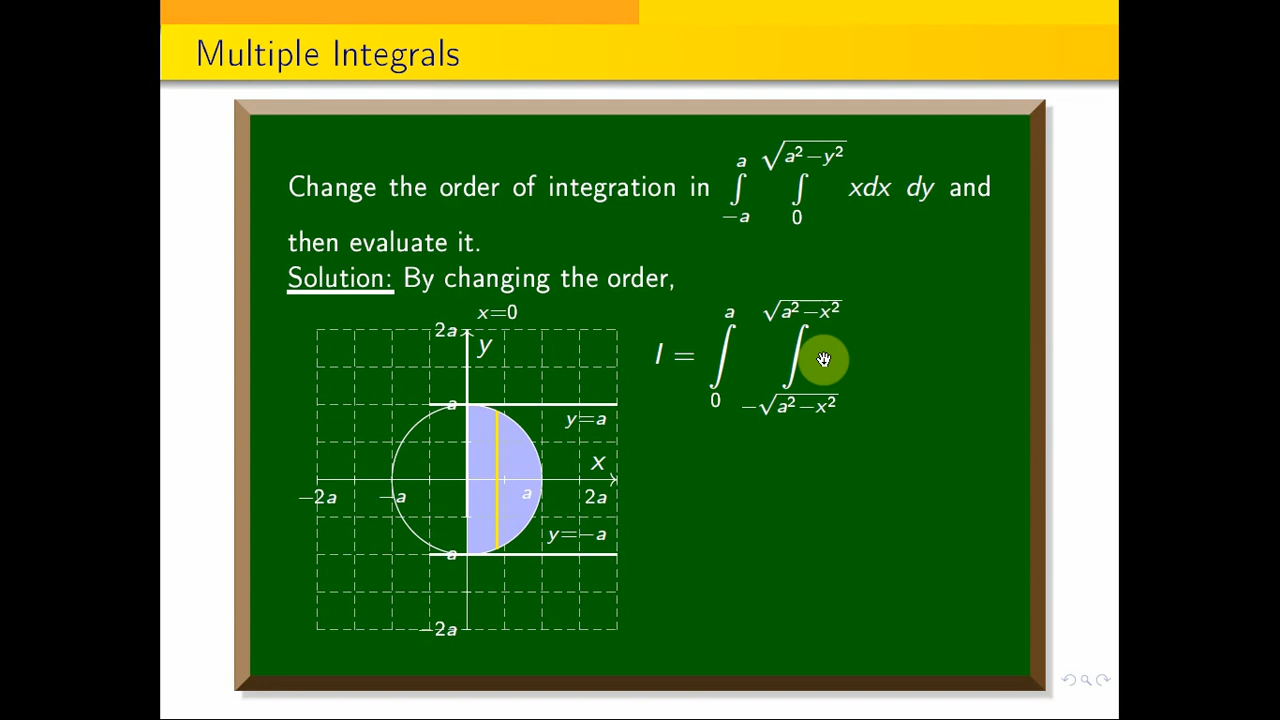 Multiple Integrals
a √a²−y²
Change the order of integration in ∫ ∫ xdx dy and
−a 0
then evaluate it.
Solution: By changing the order,
x=0
a √a²−x²
2a
y
I = ∫ ∫
0 −√a²−x²
a
y=a
x
−2a −a a 2a
y=−a
−a
−2a